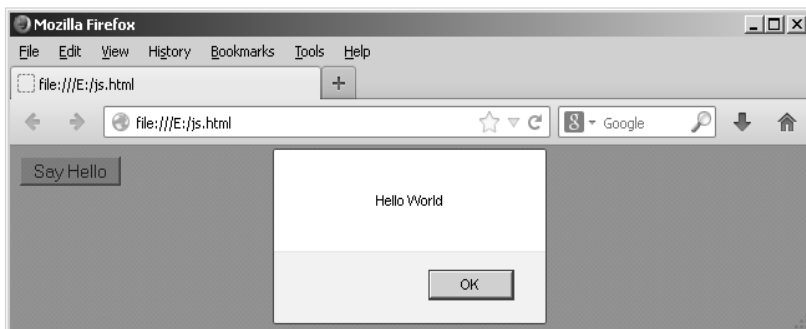 Mozilla Firefox
File Edit View History Bookmarks Tools Help
file:///E:/js.html +
file:///E:/js.html 8 Google
Say Hello
Hello World
OK